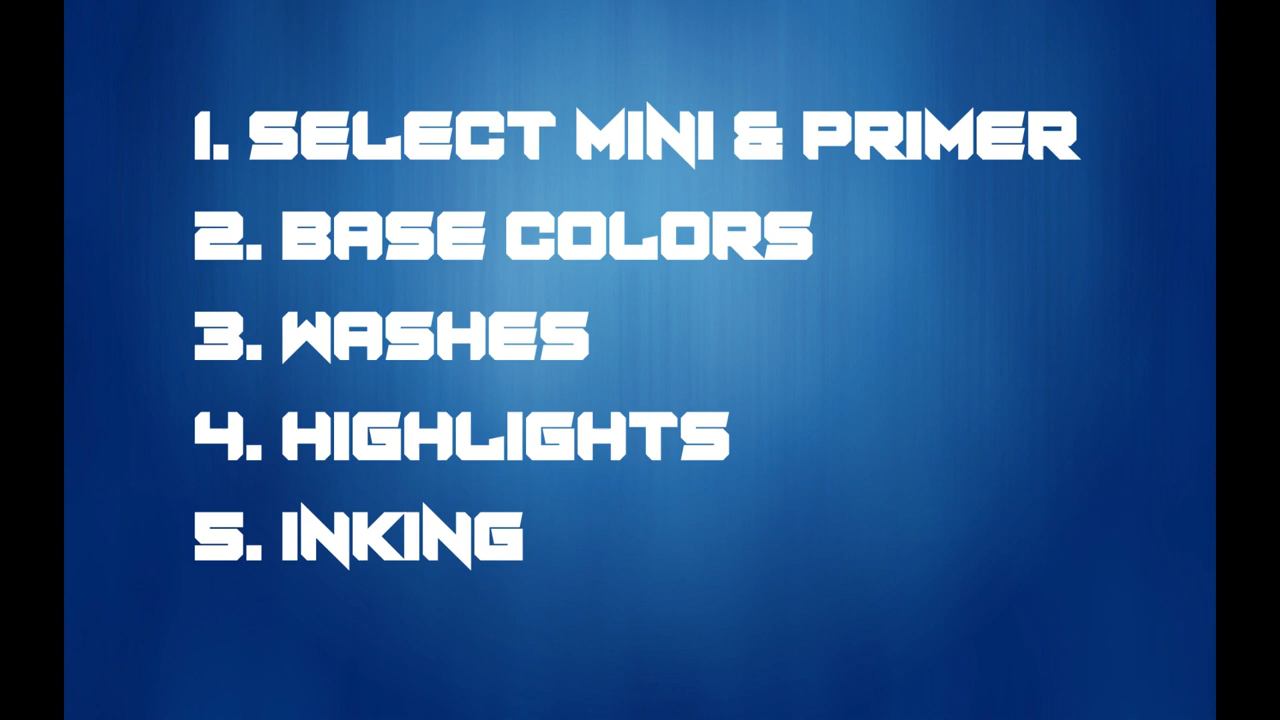 1. SELECT MINI & PRIMER
2. BASE COLORS
3. WASHES
4. HIGHLIGHTS
5. INKING